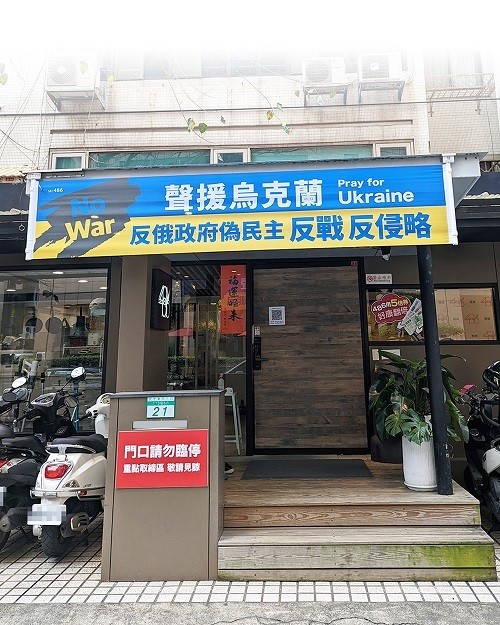 No
War
聲援烏克蘭
Pray for
Ukraine
反俄政府偽民主 反戰 反侵略
21
門口請勿臨停
重點取締區 敬請見諒